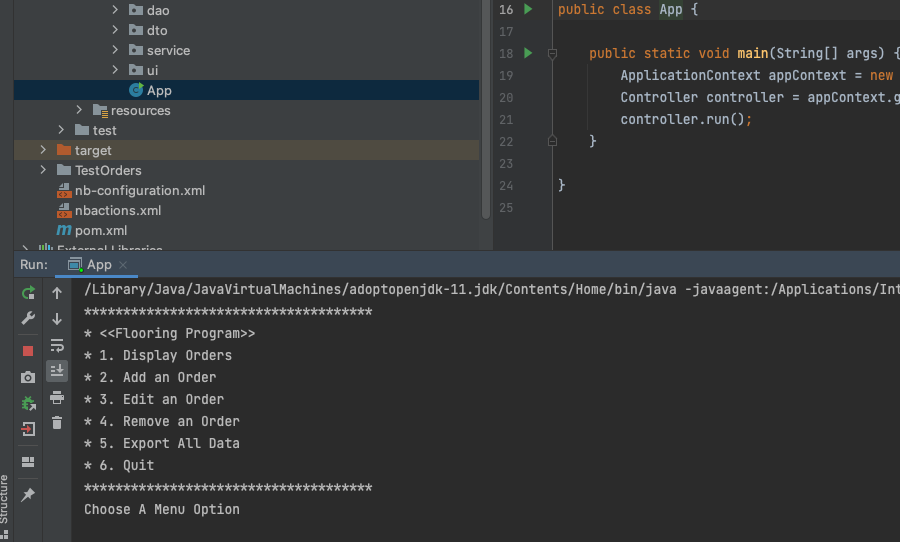 dao
dto
service
ui
App
resources
test
target
TestOrders
nb-configuration.xml
nbactions.xml
pom.xml
External Libraries
16 public class App {
17
18 public static void main(String[] args) {
19 ApplicationContext appContext = new
20 Controller controller = appContext.g
21 controller.run();
22 }
23
24 }
25
Run: App
/Library/Java/JavaVirtualMachines/adoptopenjdk-11.jdk/Contents/Home/bin/java -javaagent:/Applications/Int
*************************************
* <<Flooring Program>>
* 1. Display Orders
* 2. Add an Order
* 3. Edit an Order
* 4. Remove an Order
* 5. Export All Data
* 6. Quit
*************************************
Choose A Menu Option
Structure